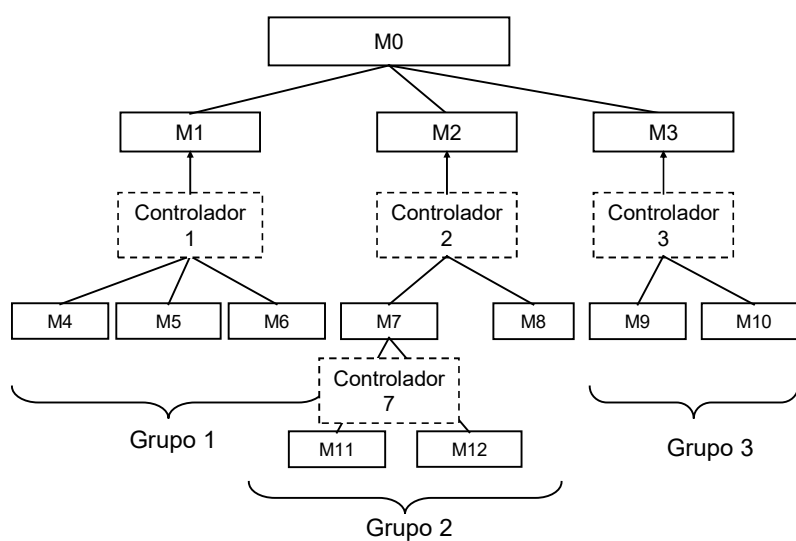 M0
M1
M2
M3
Controlador
1
Controlador
2
Controlador
3
M4
M5
M6
M7
M8
M9
M10
Controlador
7
Grupo 1
M11
M12
Grupo 3
Grupo 2